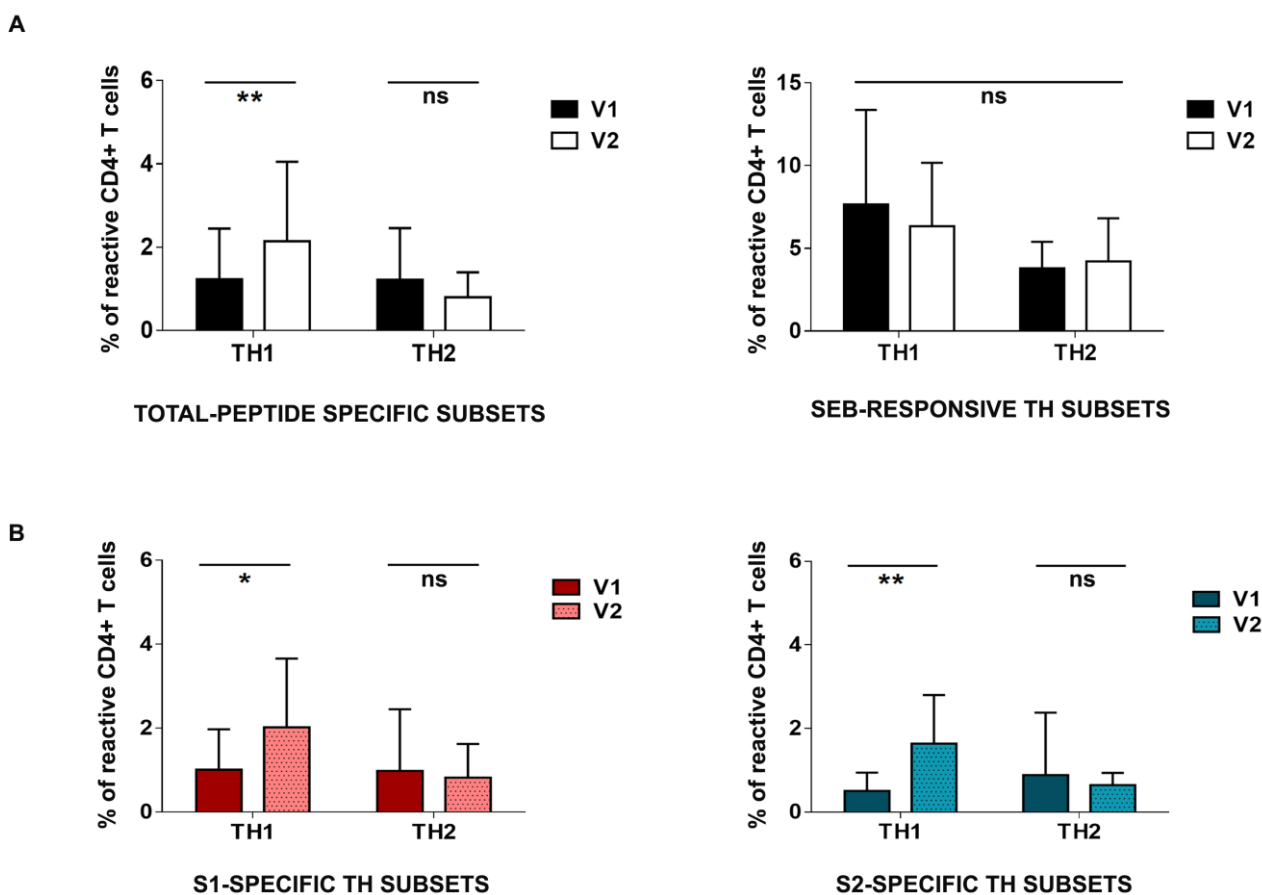 A
% of reactive CD4+ T cells
6
4
2
0
**
ns
TH1
TH2
V1
V2
TOTAL-PEPTIDE SPECIFIC SUBSETS
% of reactive CD4+ T cells
15
10
5
0
ns
TH1
TH2
V1
V2
SEB-RESPONSIVE TH SUBSETS
B
% of reactive CD4+ T cells
6
4
2
0
*
ns
TH1
TH2
V1
V2
S1-SPECIFIC TH SUBSETS
% of reactive CD4+ T cells
6
4
2
0
**
ns
TH1
TH2
V1
V2
S2-SPECIFIC TH SUBSETS